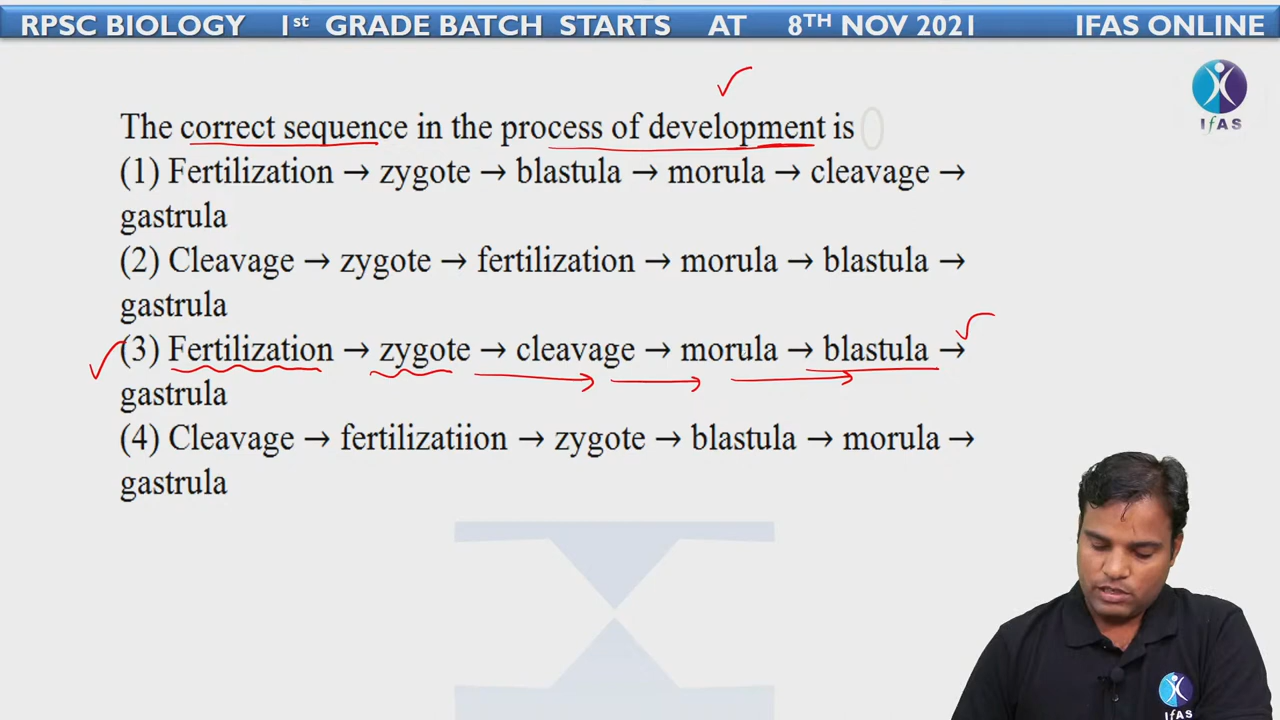 RPSC BIOLOGY 1st GRADE BATCH STARTS AT 8TH NOV 2021 IFAS ONLINE
IfAS
The correct sequence in the process of development is
(1) Fertilization → zygote → blastula → morula → cleavage →
gastrula
(2) Cleavage → zygote → fertilization → morula → blastula →
gastrula
(3) Fertilization → zygote → cleavage → morula → blastula →
gastrula
(4) Cleavage → fertilizatiion → zygote → blastula → morula →
gastrula
IfAS